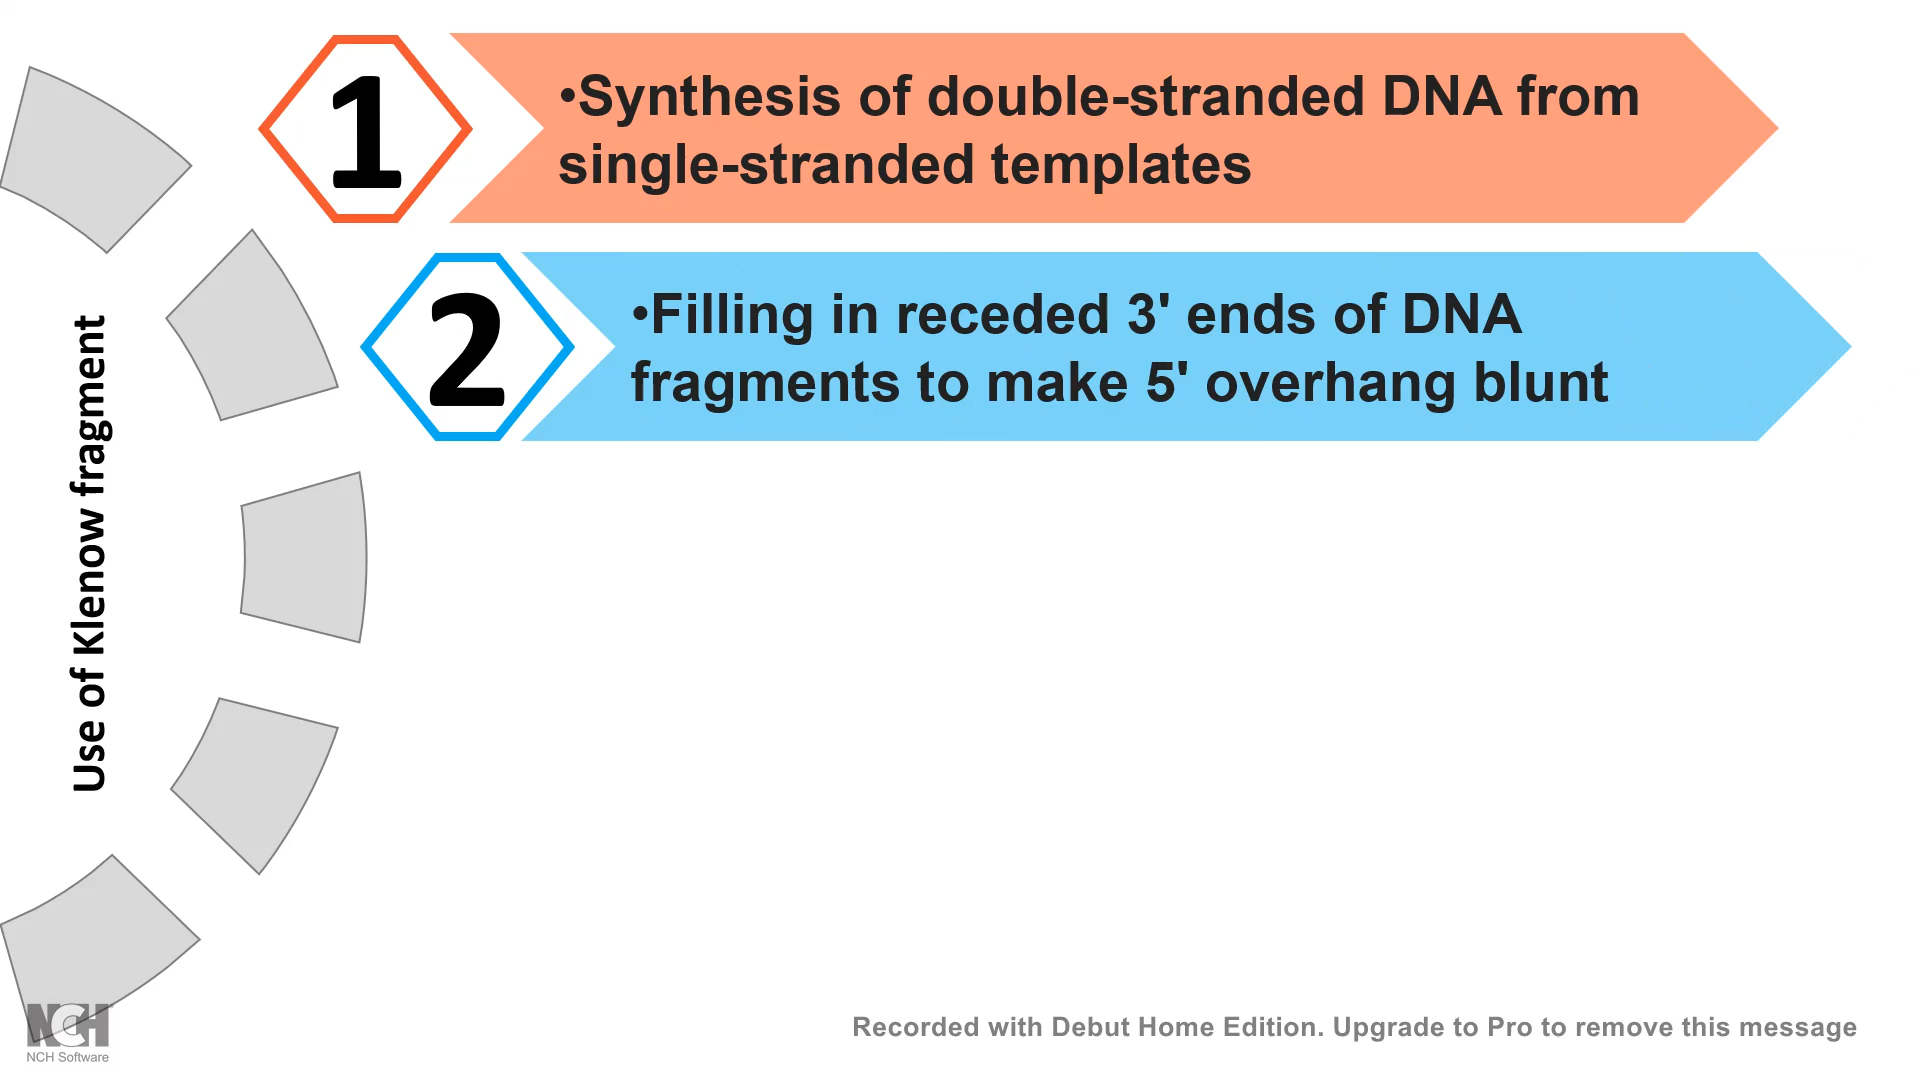 1
•Synthesis of double-stranded DNA from
single-stranded templates
2
•Filling in receded 3' ends of DNA
fragments to make 5' overhang blunt
Use of Klenow fragment
NCH
NCH Software
Recorded with Debut Home Edition. Upgrade to Pro to remove this message